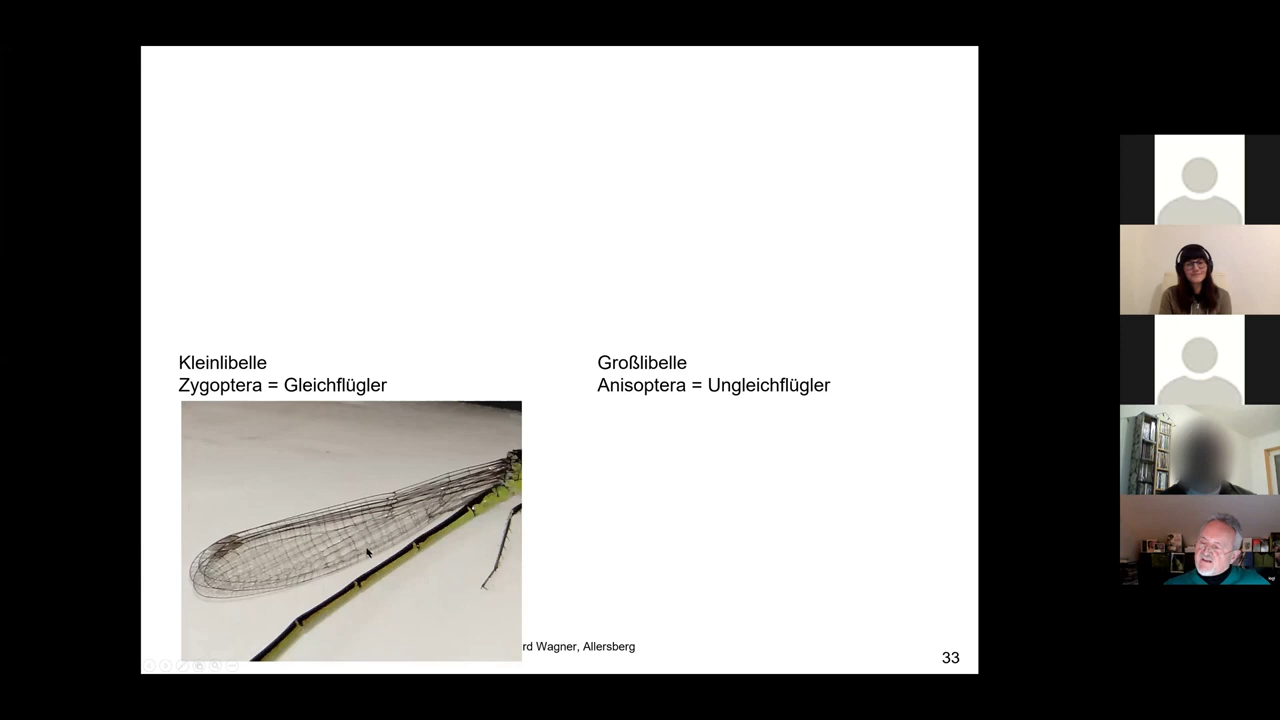 Kleinlibelle
Zygoptera = Gleichflügler
Großlibelle
Anisoptera = Ungleichflügler
rd Wagner, Allersberg
33